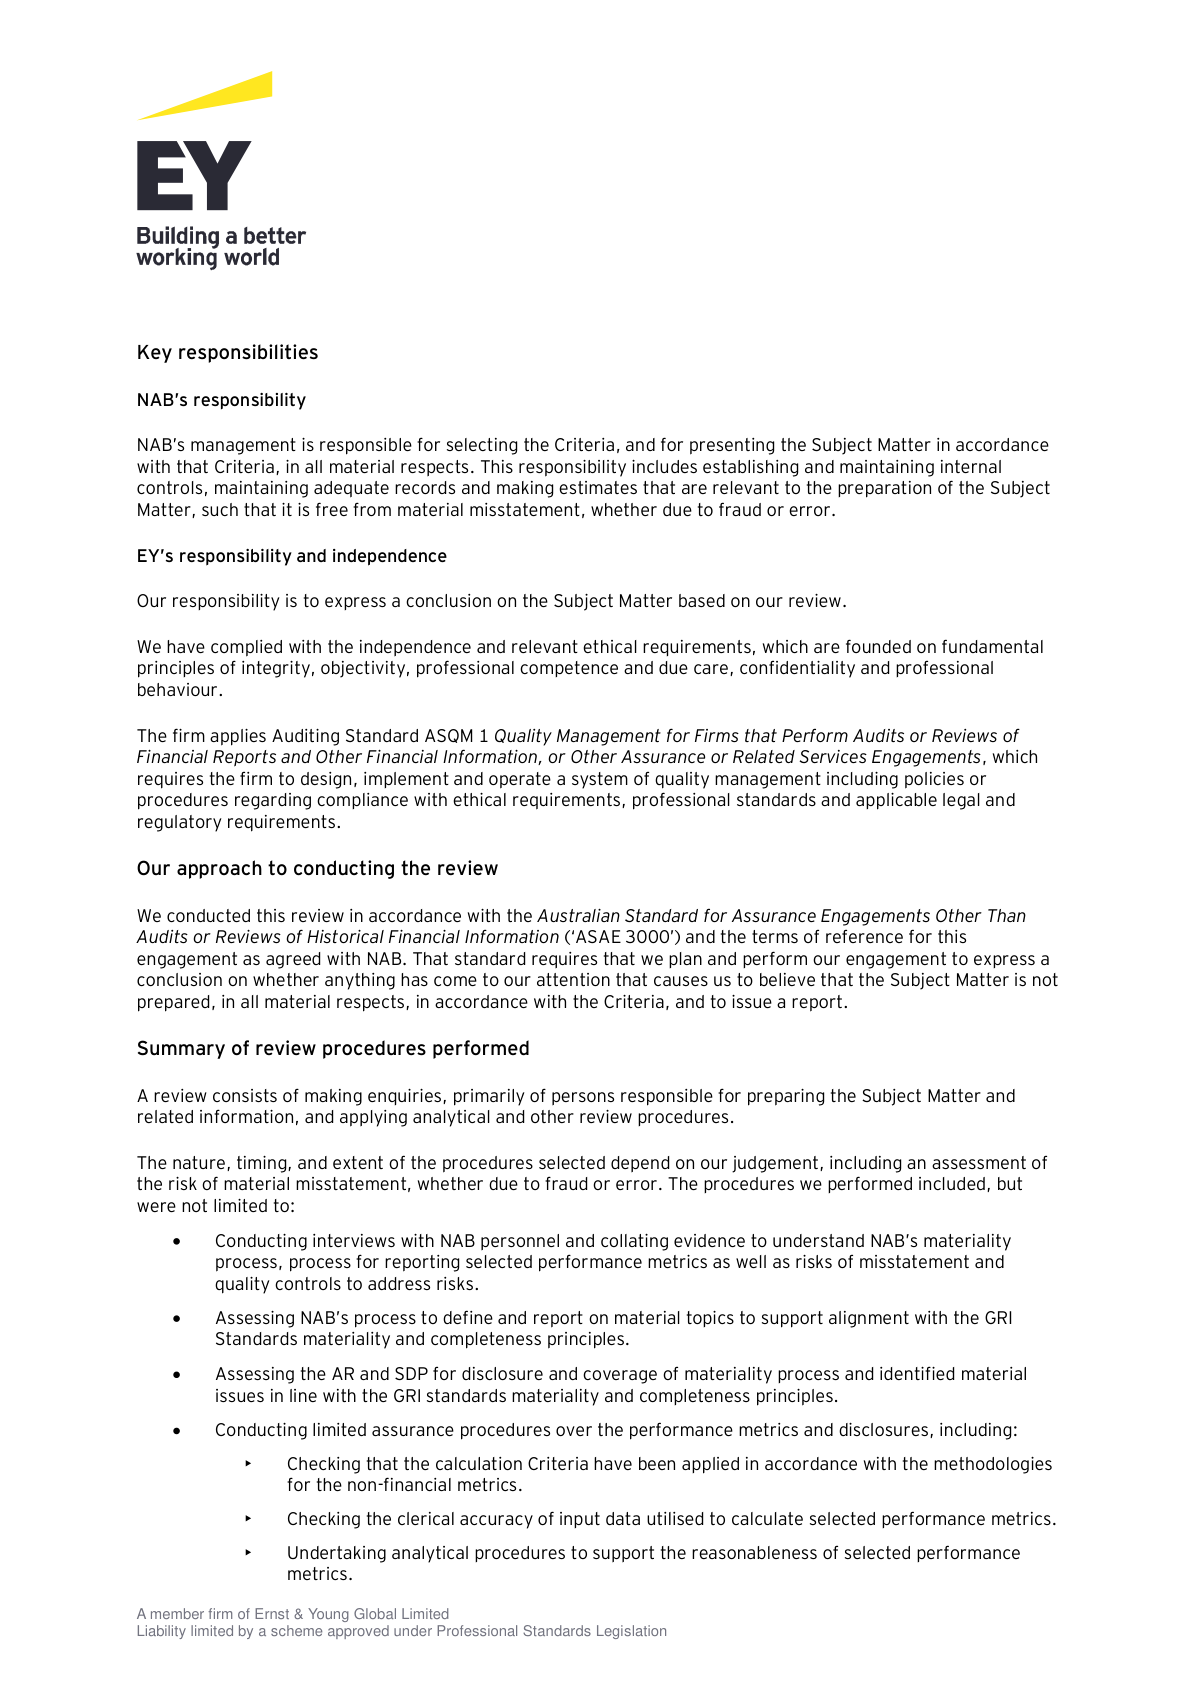 EY
Building a better
working world
Key responsibilities
NAB’s responsibility
NAB’s management is responsible for selecting the Criteria, and for presenting the Subject Matter in accordance
with that Criteria, in all material respects. This responsibility includes establishing and maintaining internal
controls, maintaining adequate records and making estimates that are relevant to the preparation of the Subject
Matter, such that it is free from material misstatement, whether due to fraud or error.
EY’s responsibility and independence
Our responsibility is to express a conclusion on the Subject Matter based on our review.
We have complied with the independence and relevant ethical requirements, which are founded on fundamental
principles of integrity, objectivity, professional competence and due care, confidentiality and professional
behaviour.
The firm applies Auditing Standard ASQM 1 Quality Management for Firms that Perform Audits or Reviews of
Financial Reports and Other Financial Information, or Other Assurance or Related Services Engagements, which
requires the firm to design, implement and operate a system of quality management including policies or
procedures regarding compliance with ethical requirements, professional standards and applicable legal and
regulatory requirements.
Our approach to conducting the review
We conducted this review in accordance with the Australian Standard for Assurance Engagements Other Than
Audits or Reviews of Historical Financial Information (‘ASAE 3000’) and the terms of reference for this
engagement as agreed with NAB. That standard requires that we plan and perform our engagement to express a
conclusion on whether anything has come to our attention that causes us to believe that the Subject Matter is not
prepared, in all material respects, in accordance with the Criteria, and to issue a report.
Summary of review procedures performed
A review consists of making enquiries, primarily of persons responsible for preparing the Subject Matter and
related information, and applying analytical and other review procedures.
The nature, timing, and extent of the procedures selected depend on our judgement, including an assessment of
the risk of material misstatement, whether due to fraud or error. The procedures we performed included, but
were not limited to:
• Conducting interviews with NAB personnel and collating evidence to understand NAB’s materiality
process, process for reporting selected performance metrics as well as risks of misstatement and
quality controls to address risks.
• Assessing NAB’s process to define and report on material topics to support alignment with the GRI
Standards materiality and completeness principles.
• Assessing the AR and SDP for disclosure and coverage of materiality process and identified material
issues in line with the GRI standards materiality and completeness principles.
• Conducting limited assurance procedures over the performance metrics and disclosures, including:
‣ Checking that the calculation Criteria have been applied in accordance with the methodologies
for the non-financial metrics.
‣ Checking the clerical accuracy of input data utilised to calculate selected performance metrics.
‣ Undertaking analytical procedures to support the reasonableness of selected performance
metrics.
A member firm of Ernst & Young Global Limited
Liability limited by a scheme approved under Professional Standards Legislation